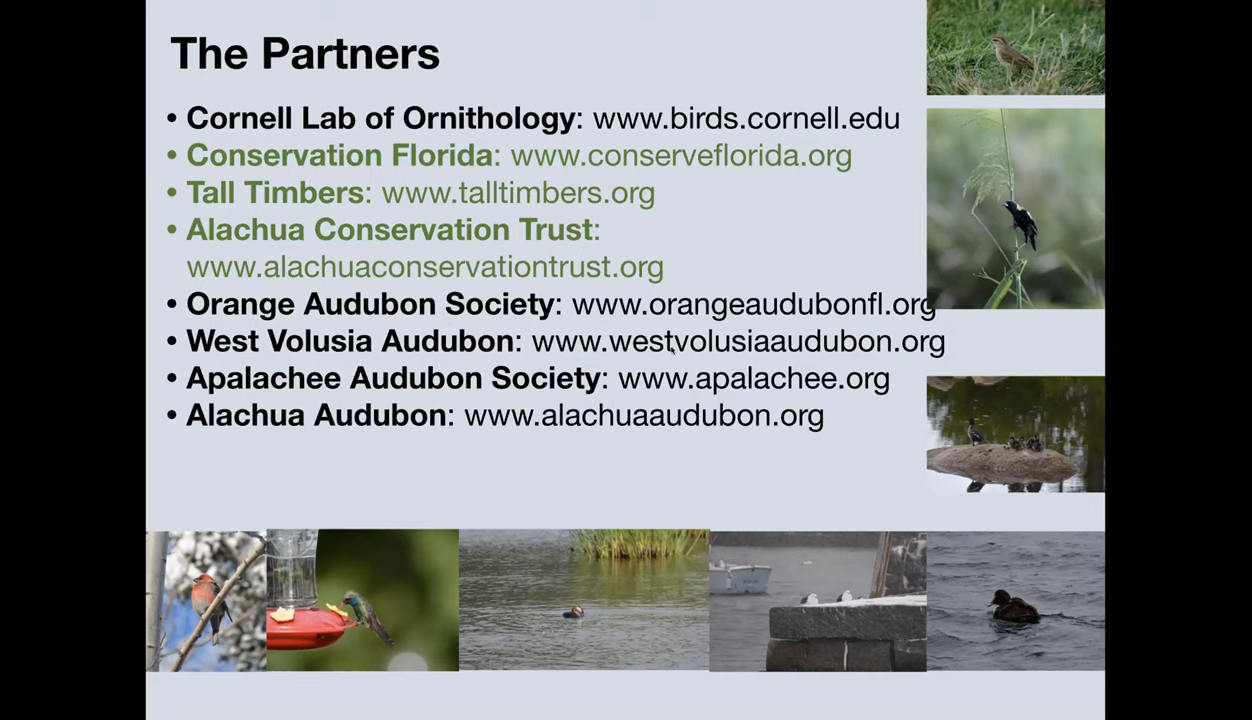 The Partners
• Cornell Lab of Ornithology: www.birds.cornell.edu
• Conservation Florida: www.conserveflorida.org
• Tall Timbers: www.talltimbers.org
• Alachua Conservation Trust:
www.alachuaconservationtrust.org
• Orange Audubon Society: www.orangeaudubonfl.org
• West Volusia Audubon: www.westvolusiaaudubon.org
• Apalachee Audubon Society: www.apalachee.org
• Alachua Audubon: www.alachuaaudubon.org